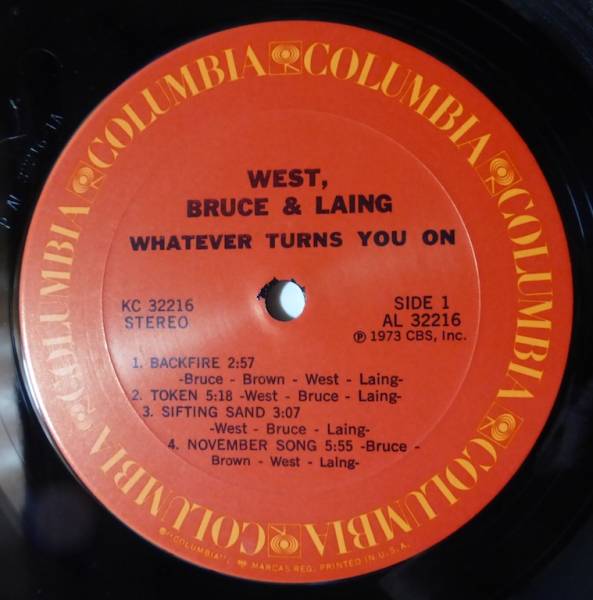 COLUMBIA COLUMBIA COLUMBIA COLUMBIA COLUMBIA COLUMBIA
WEST,
BRUCE & LAING
WHATEVER TURNS YOU ON
KC 32216
STEREO
SIDE 1
AL 32216
Ⓟ 1973 CBS, Inc.
1. BACKFIRE 2:57
-Bruce - Brown - West - Laing-
2. TOKEN 5:18 -West - Bruce - Laing-
3. SIFTING SAND 3:07
-West - Bruce - Laing-
4. NOVEMBER SONG 5:55 -Bruce -
Brown - West - Laing-
"COLUMBIA", MARCAS REG. PRINTED IN U.S.A.